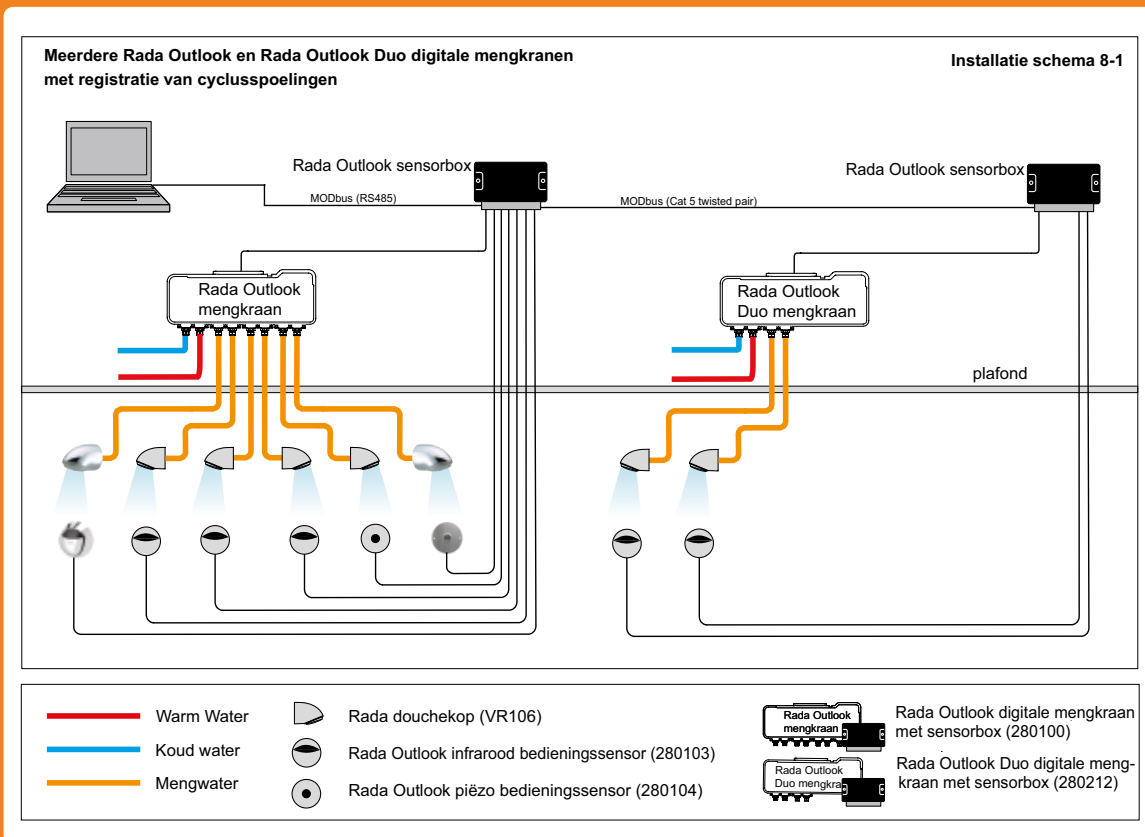 Meerdere Rada Outlook en Rada Outlook Duo digitale mengkranen
met registratie van cyclusspoelingen
Installatie schema 8-1
Rada Outlook sensorbox
Rada Outlook sensorbox
MODbus (RS485)
MODbus (Cat 5 twisted pair)
Rada Outlook
mengkraan
Rada Outlook
Duo mengkraan
plafond
Warm Water
Koud water
Mengwater
Rada douchekop (VR106)
Rada Outlook infrarood bedieningssensor (280103)
Rada Outlook piëzo bedieningssensor (280104)
Rada Outlook
mengkraan
Rada Outlook digitale mengkraan
met sensorbox (280100)
Rada Outlook
Duo mengkra
Rada Outlook Duo digitale meng-
kraan met sensorbox (280212)